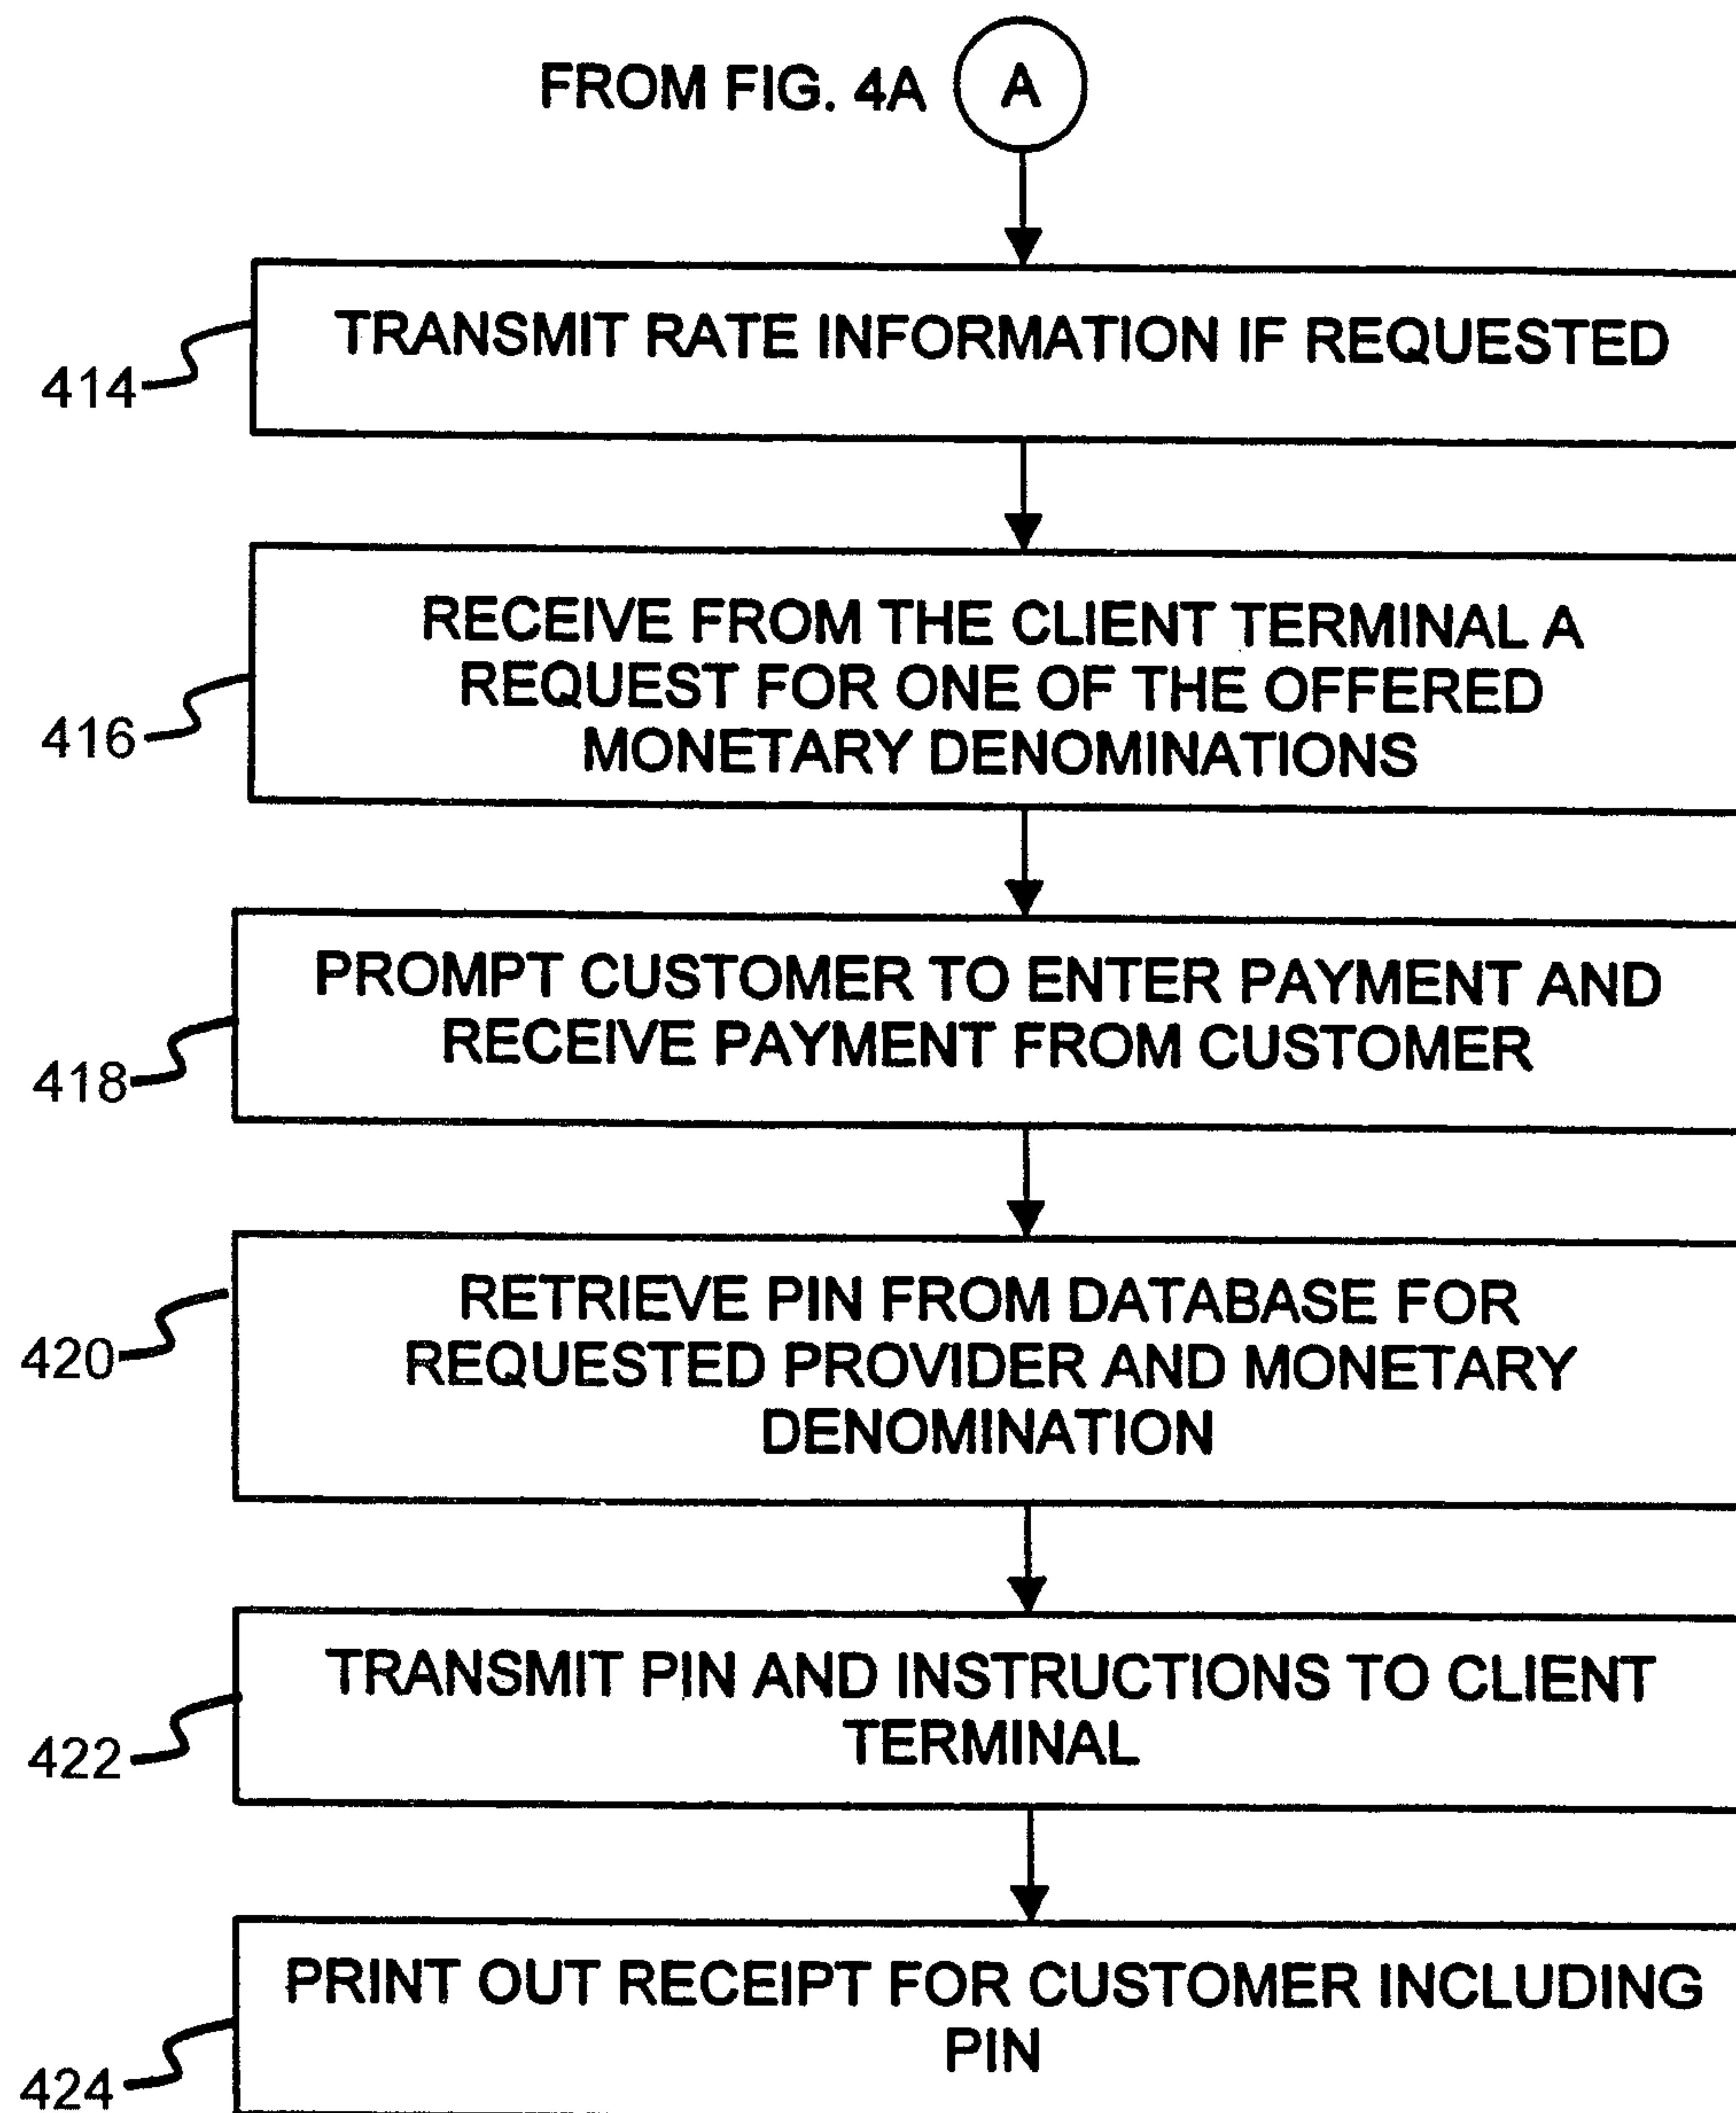 FROM FIG. 4A
A
TRANSMIT RATE INFORMATION IF REQUESTED
414
RECEIVE FROM THE CLIENT TERMINAL A
REQUEST FOR ONE OF THE OFFERED
MONETARY DENOMINATIONS
416
PROMPT CUSTOMER TO ENTER PAYMENT AND
RECEIVE PAYMENT FROM CUSTOMER
418
RETRIEVE PIN FROM DATABASE FOR
REQUESTED PROVIDER AND MONETARY
DENOMINATION
420
TRANSMIT PIN AND INSTRUCTIONS TO CLIENT
TERMINAL
422
PRINT OUT RECEIPT FOR CUSTOMER INCLUDING
PIN
424